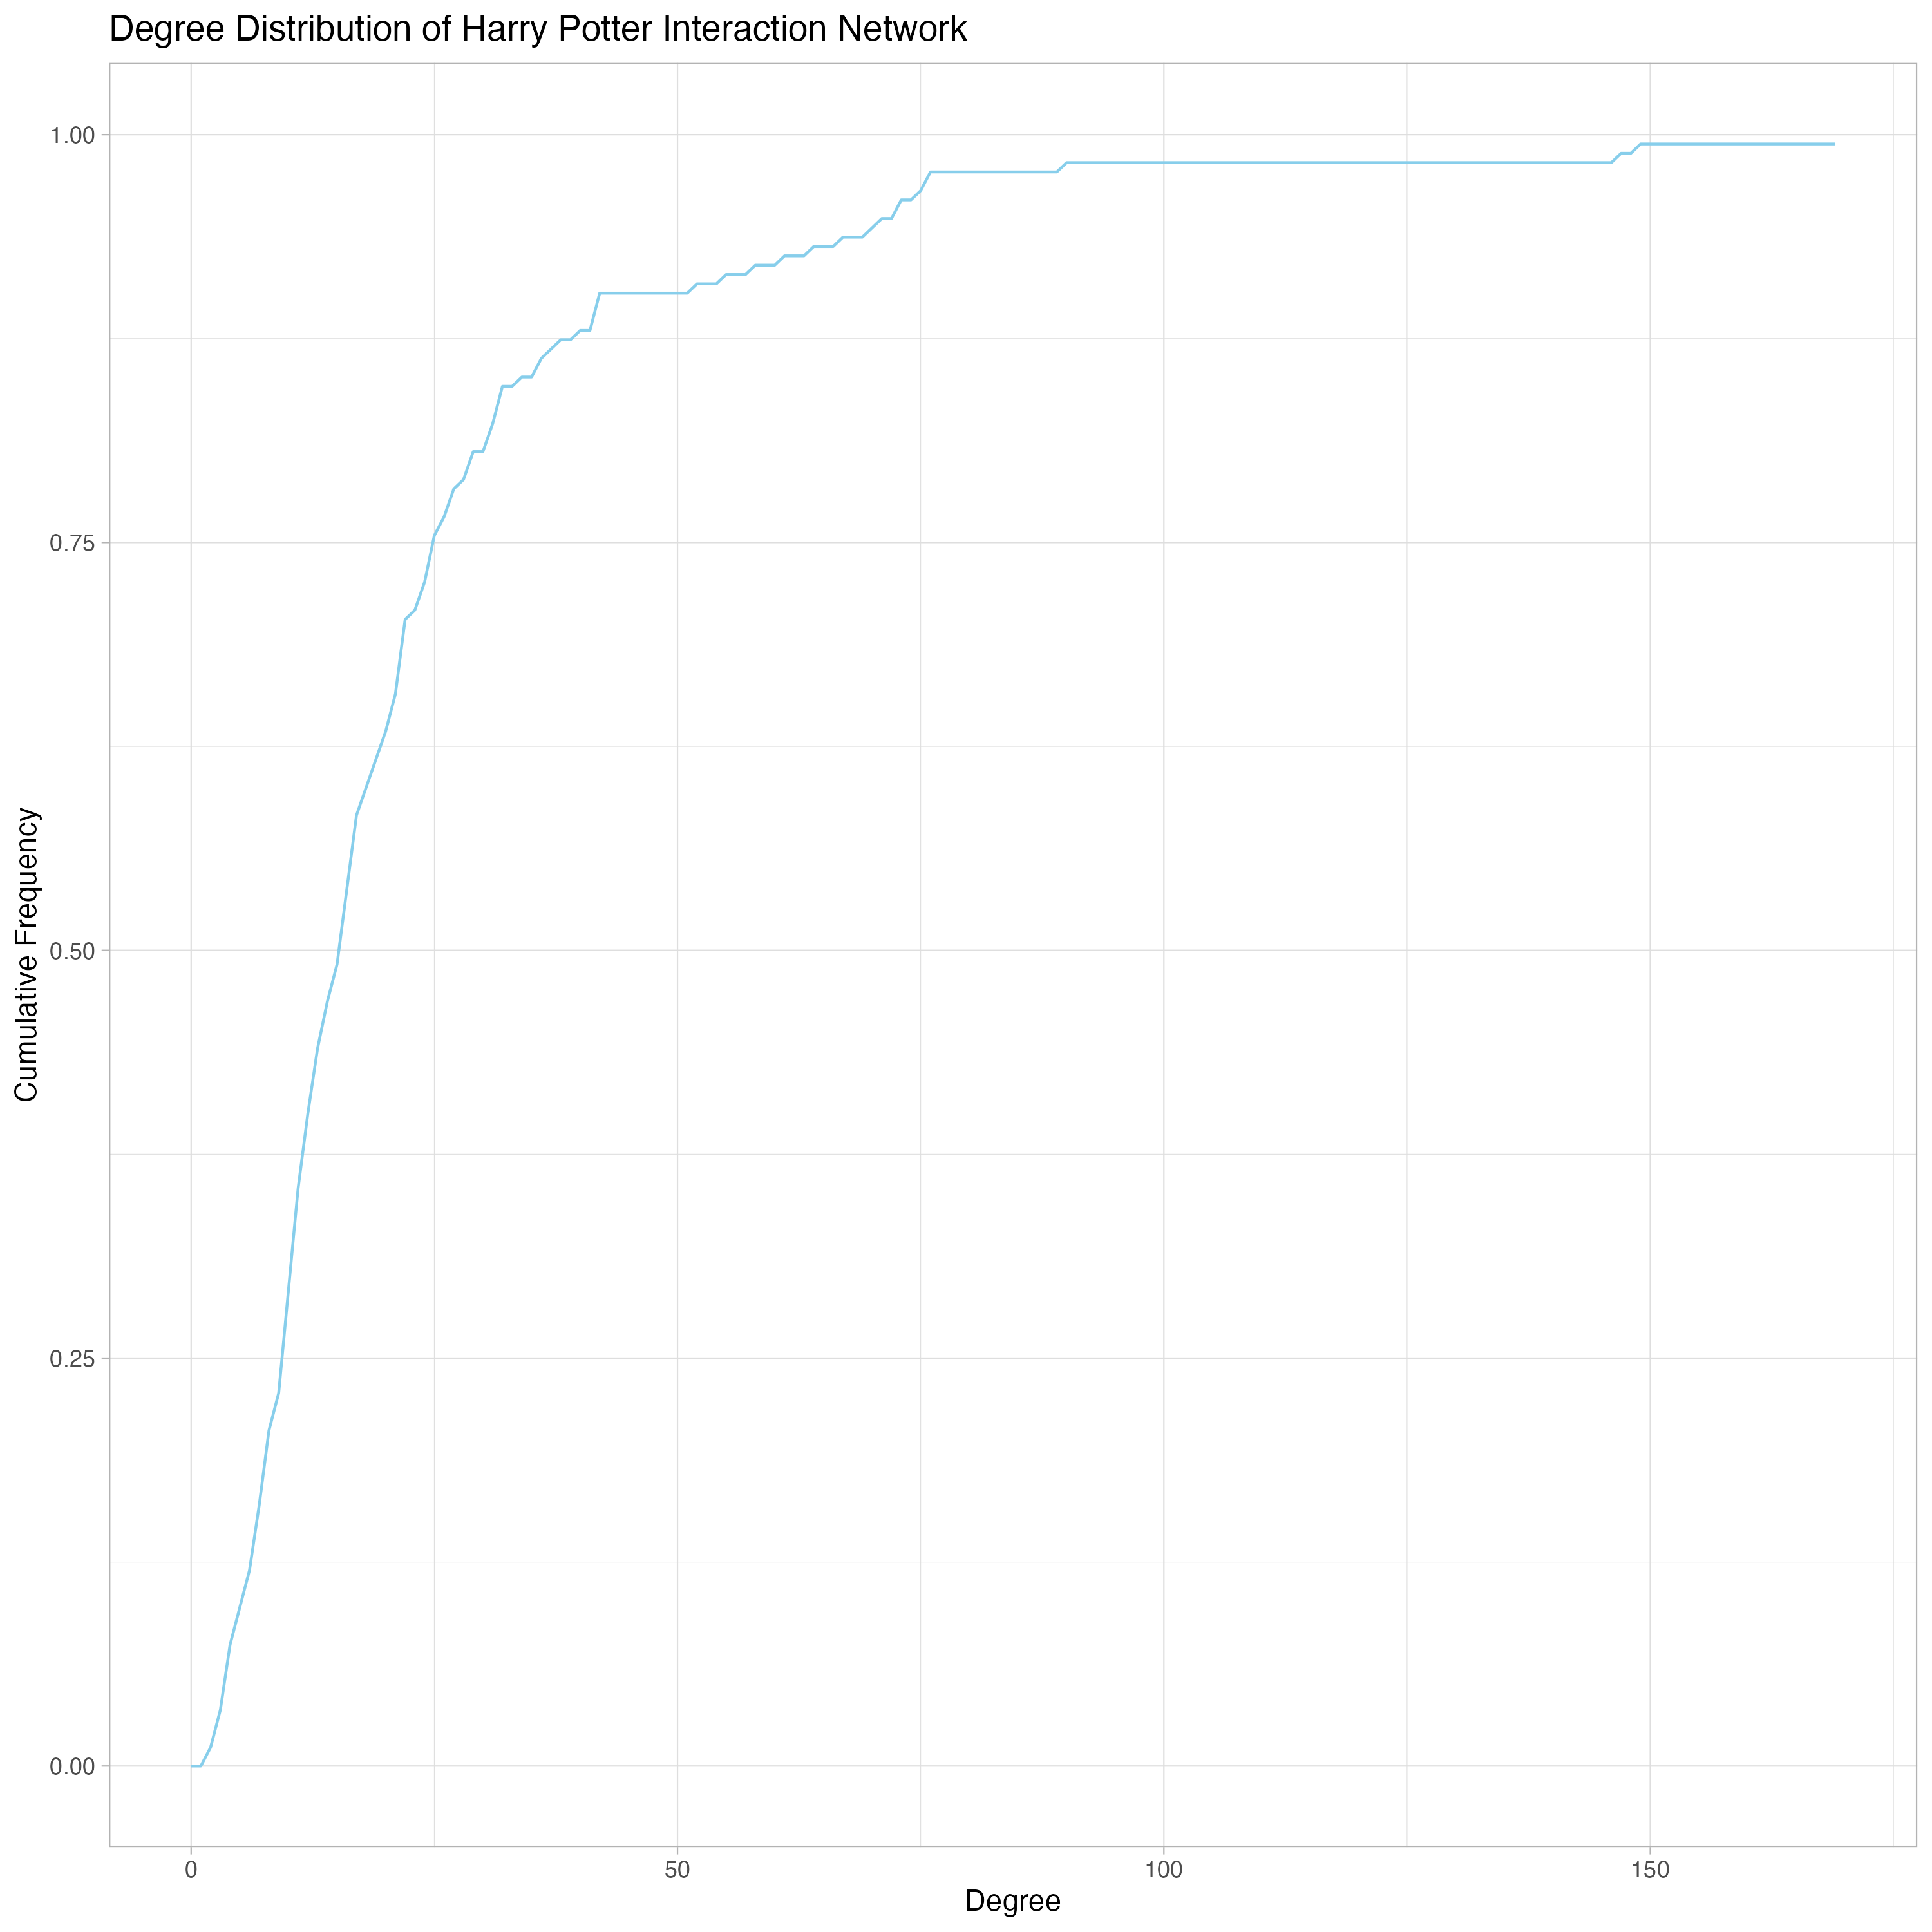 Degree Distribution of Harry Potter Interaction Network
1.00
0.75
0.50
0.25
0.00
Cumulative Frequency
0 50 100 150
Degree